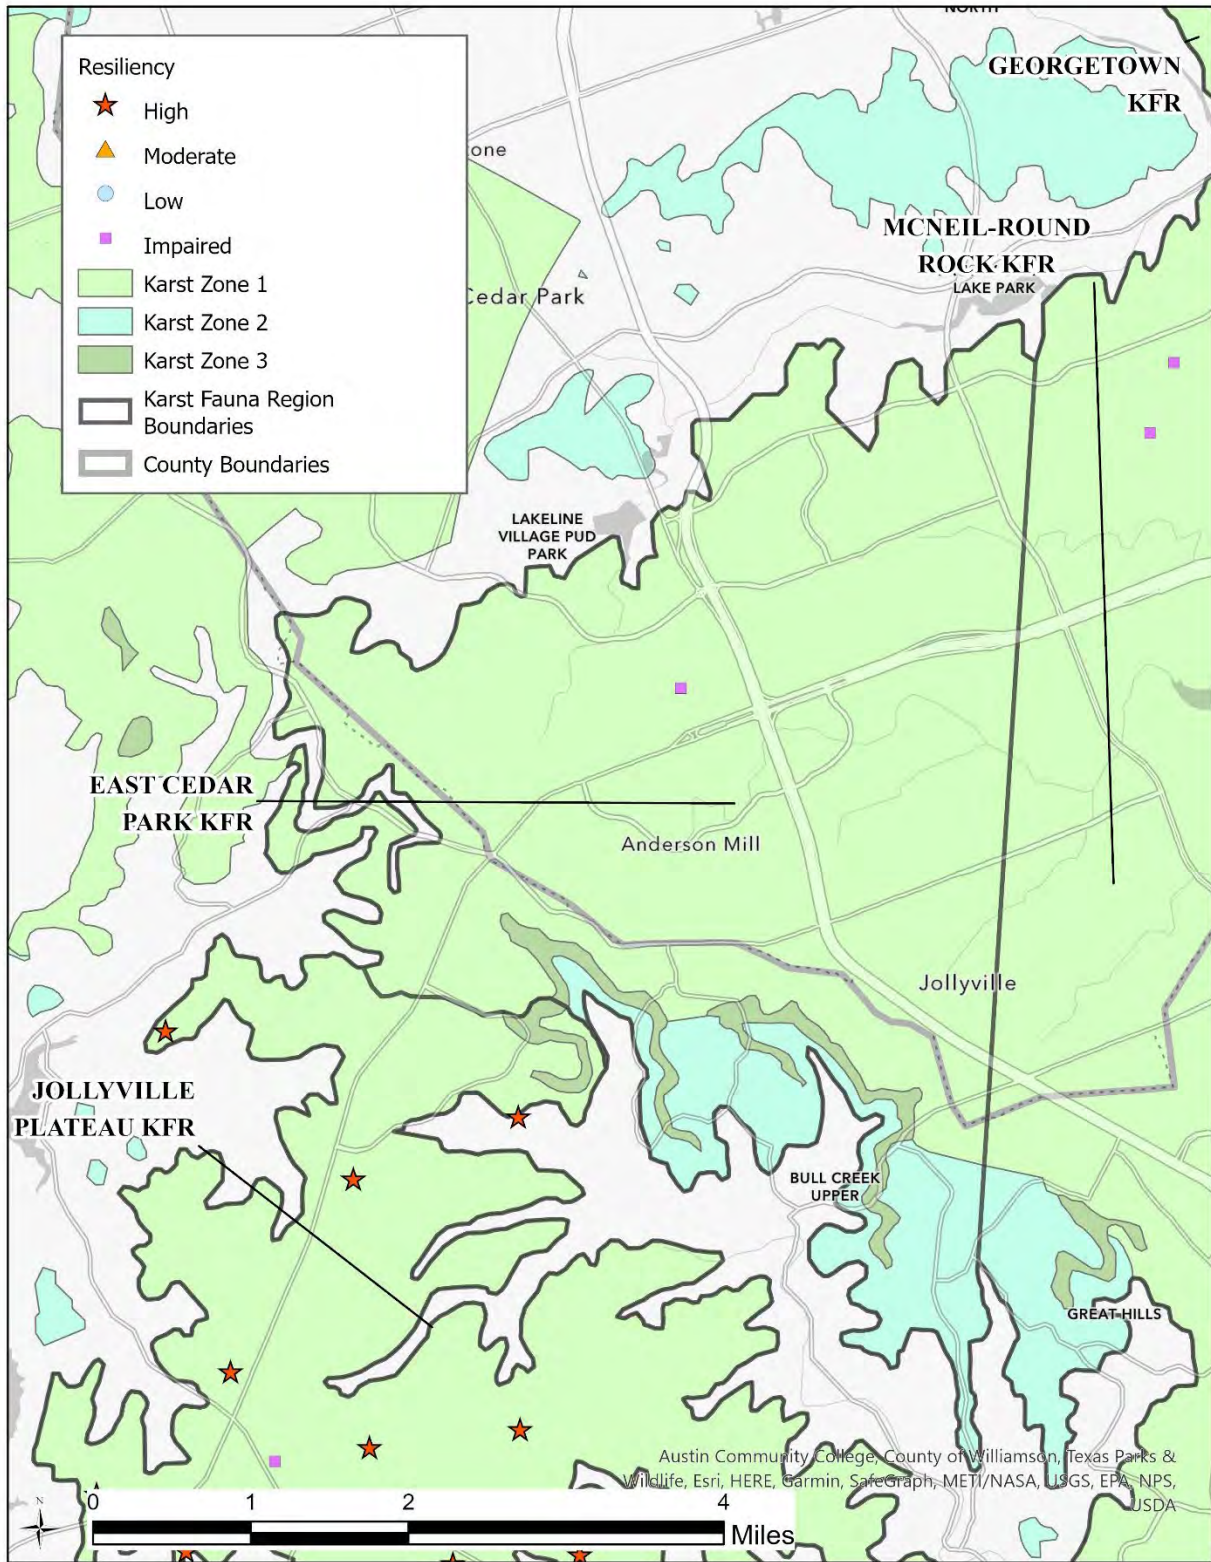 NORTH
GEORGETOWN
KFR
Resiliency
High
Moderate
Low
Impaired
Karst Zone 1
Karst Zone 2
Karst Zone 3
Karst Fauna Region
Boundaries
County Boundaries
one
Cedar Park
MCNEIL-ROUND
ROCK KFR
LAKE PARK
LAKELINE
VILLAGE PUD
PARK
EAST CEDAR
PARK KFR
Anderson Mill
Jollyville
JOLLYVILLE
PLATEAU KFR
BULL CREEK
UPPER
GREAT HILLS
Austin Community College, County of Williamson, Texas Parks &
Wildlife, Esri, HERE, Garmin, SafeGraph, METI/NASA, USGS, EPA, NPS,
USDA
N
0 1 2 4
Miles